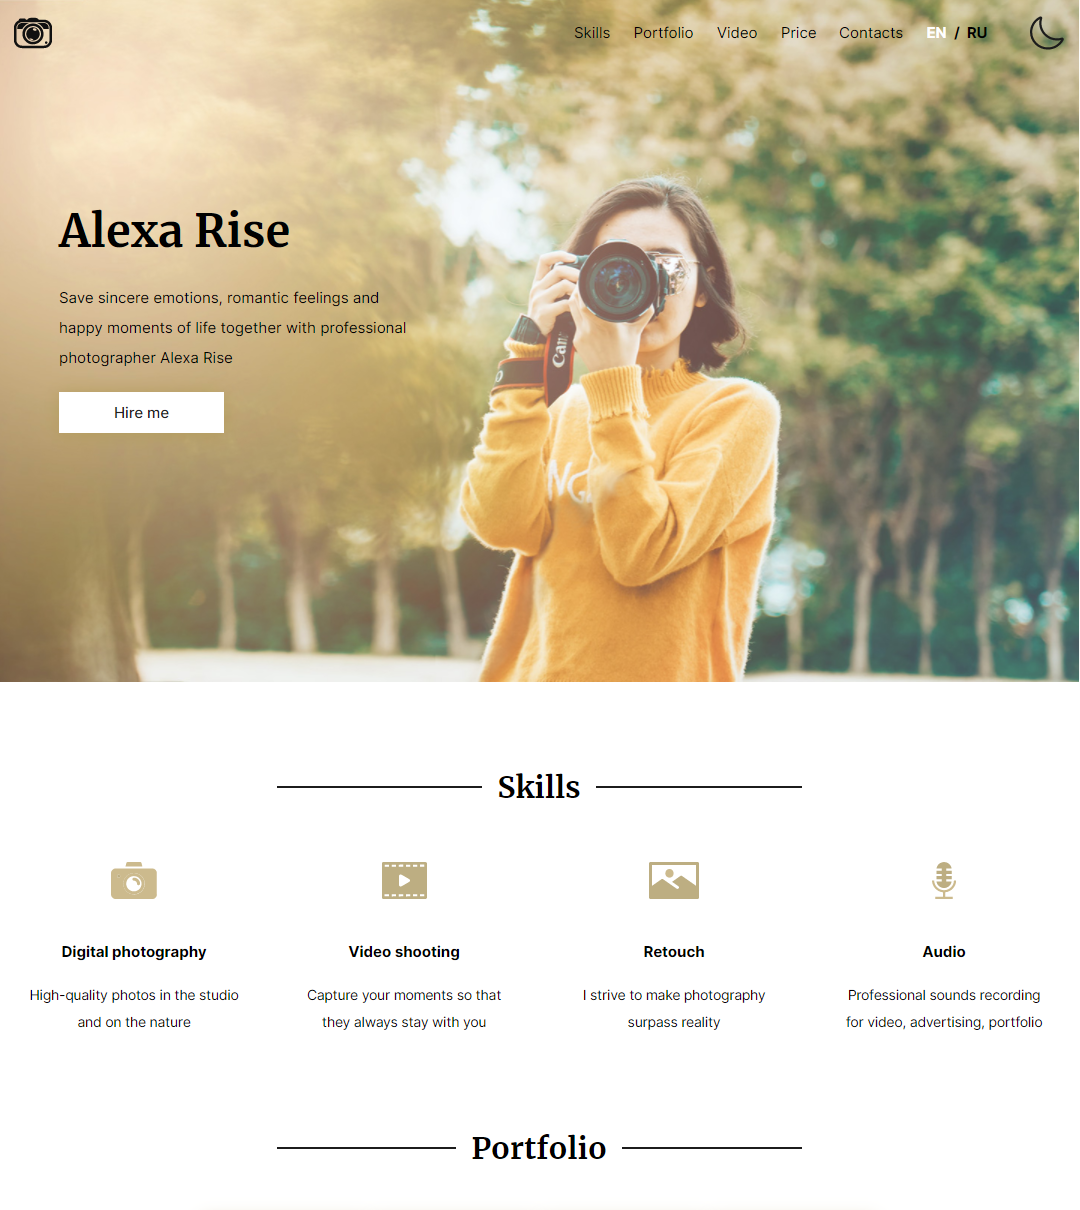 Skills Portfolio Video Price Contacts EN / RU
Alexa Rise
Save sincere emotions, romantic feelings and
happy moments of life together with professional
photographer Alexa Rise
Hire me
Skills
Digital photography
High-quality photos in the studio
and on the nature
Video shooting
Capture your moments so that
they always stay with you
Retouch
I strive to make photography
surpass reality
Audio
Professional sounds recording
for video, advertising, portfolio
Portfolio